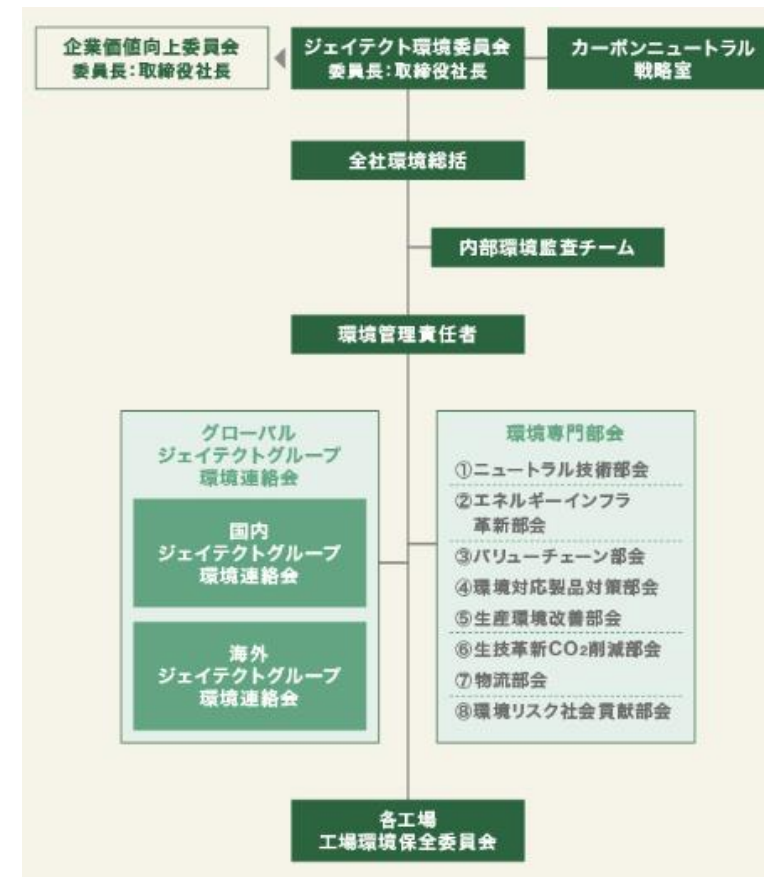 企業価値向上委員会
委員長：取締役社長
ジェイテクト環境委員会
委員長：取締役社長
カーボンニュートラル
戦略室
全社環境総括
内部環境監査チーム
環境管理責任者
グローバル
ジェイテクトグループ
環境連絡会
国内
ジェイテクトグループ
環境連絡会
海外
ジェイテクトグループ
環境連絡会
環境専門部会
①ニュートラル技術部会
②エネルギーインフラ
革新部会
③バリューチェーン部会
④環境対応製品対策部会
⑤生産環境改善部会
⑥生技革新CO₂削減部会
⑦物流部会
⑧環境リスク社会貢献部会
各工場
工場環境保全委員会